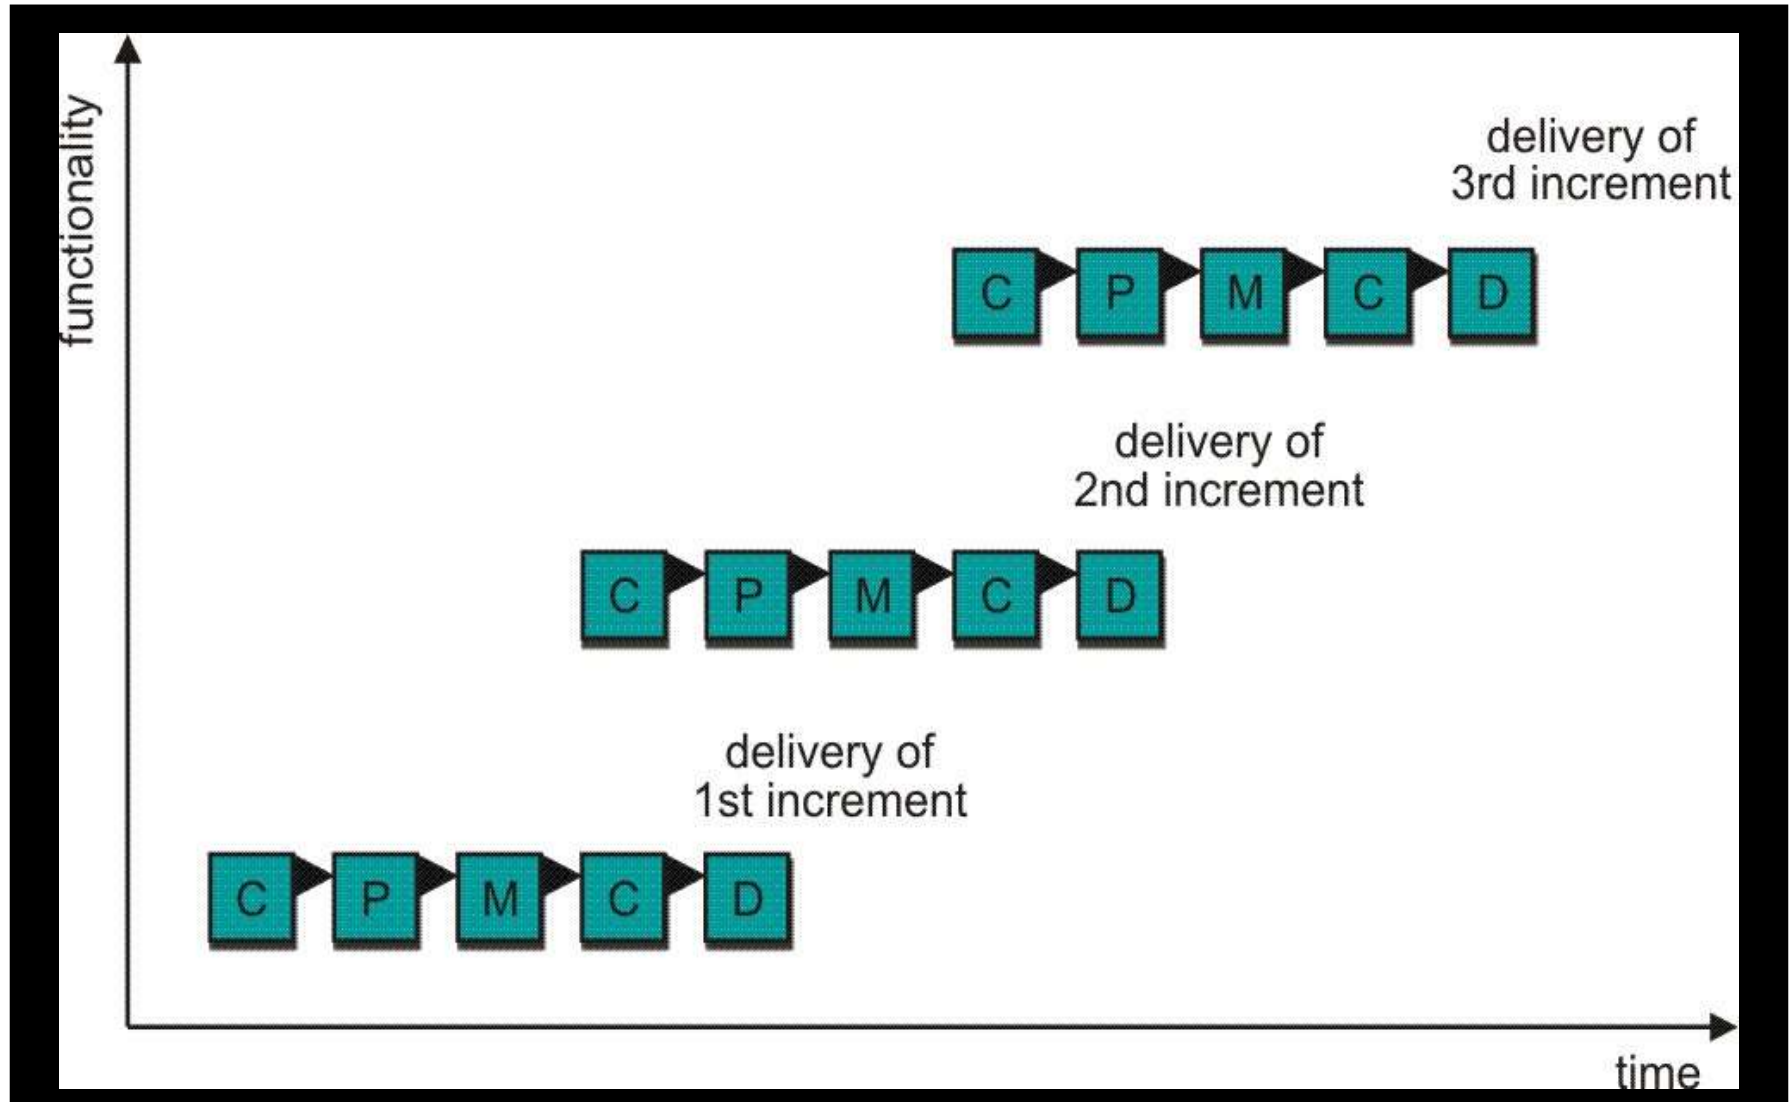 functionality
delivery of
3rd increment
C P M C D
delivery of
2nd increment
C P M C D
delivery of
1st increment
C P M C D
time